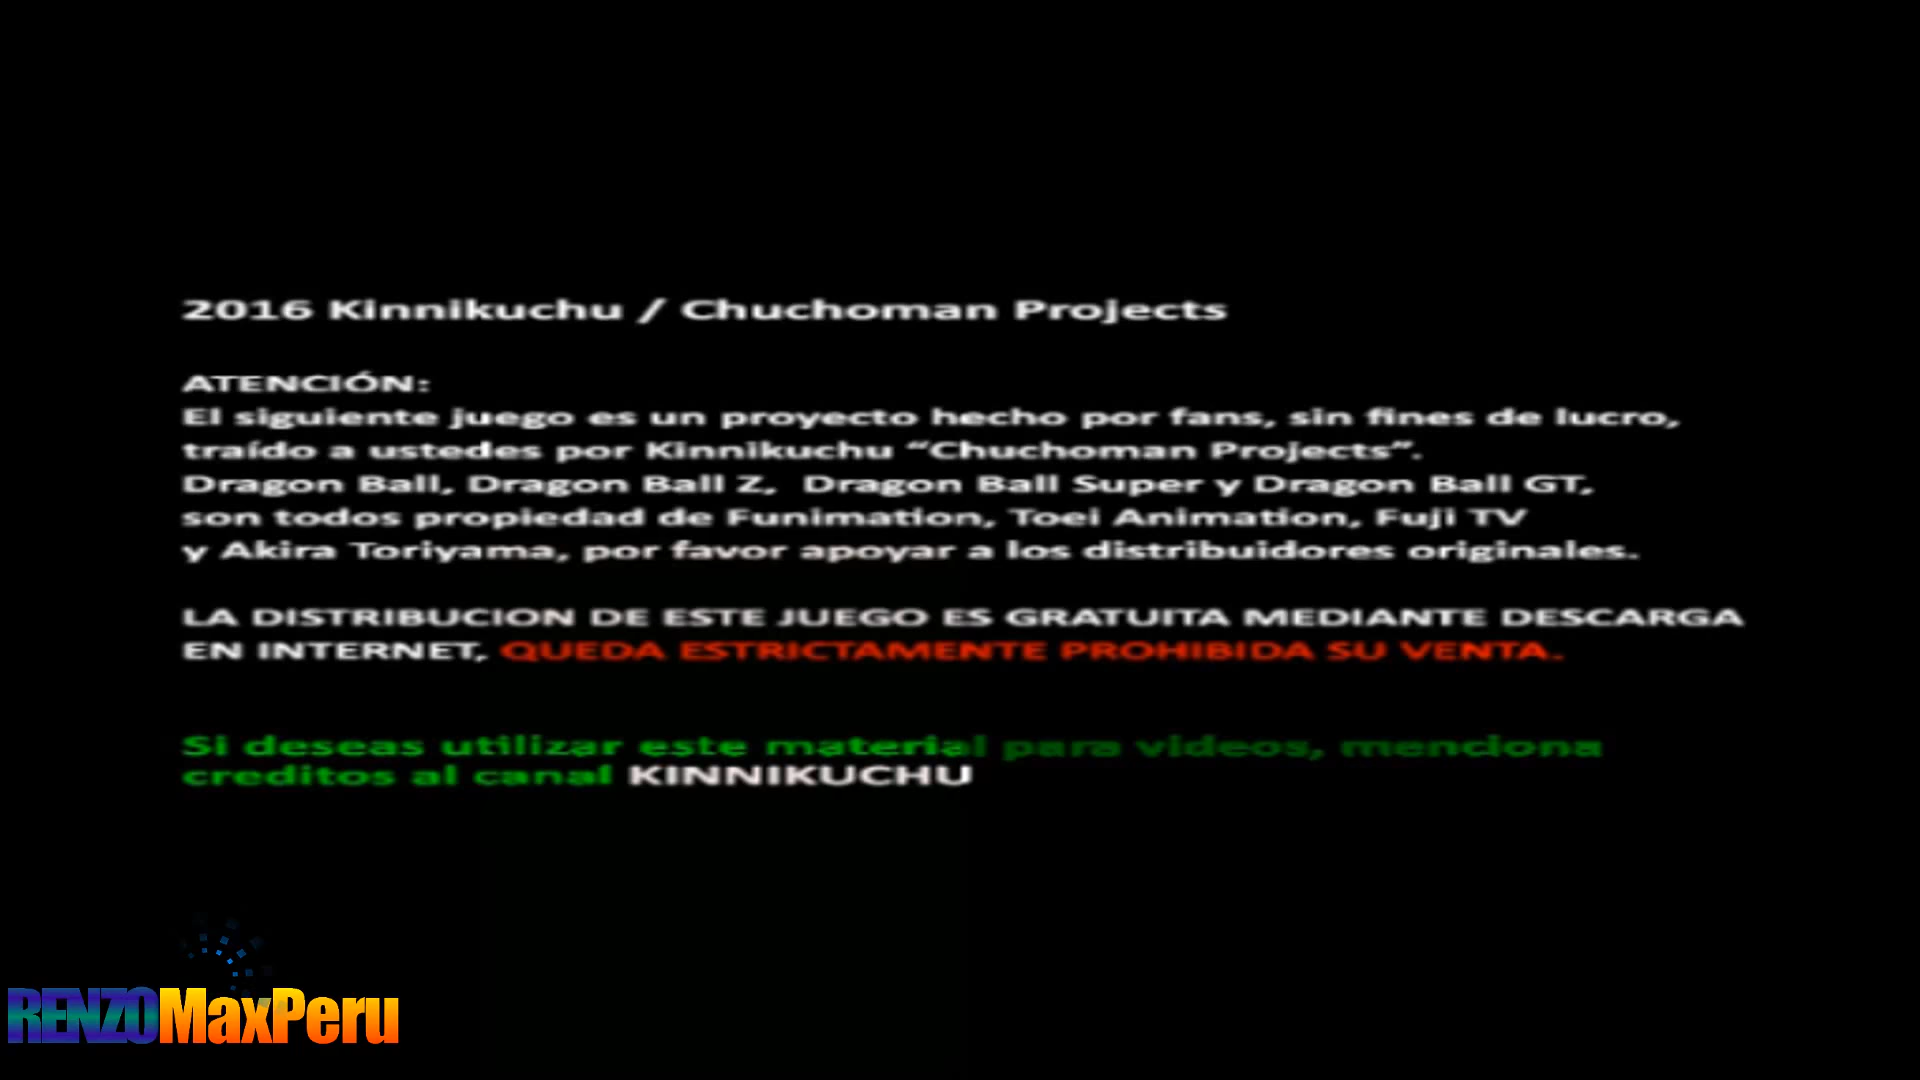 2016 Kinnikuchu / Chuchoman Projects
ATENCIÓN:
El siguiente juego es un proyecto hecho por fans, sin fines de lucro,
traído a ustedes por Kinnikuchu “Chuchoman Projects”.
Dragon Ball, Dragon Ball Z, Dragon Ball Super y Dragon Ball GT,
son todos propiedad de Funimation, Toei Animation, Fuji TV
y Akira Toriyama, por favor apoyar a los distribuidores originales.
LA DISTRIBUCION DE ESTE JUEGO ES GRATUITA MEDIANTE DESCARGA
EN INTERNET, QUEDA ESTRICTAMENTE PROHIBIDA SU VENTA.
Si deseas utilizar este material para videos, menciona
creditos al canal KINNIKUCHU
RENZOMaxPeru